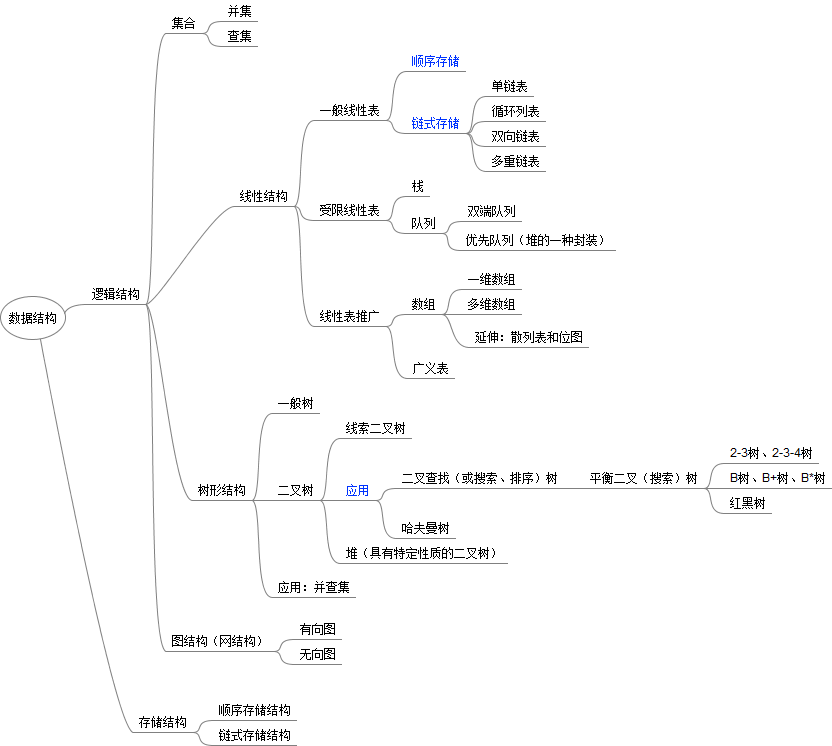 并集
集合
查集
顺序存储
单链表
一般线性表
循环列表
链式存储
双向链表
多重链表
栈
线性结构
受限线性表
双端队列
队列
优先队列（堆的一种封装）
一维数组
逻辑结构
数组
多维数组
数据结构
线性表推广
延伸：散列表和位图
广义表
一般树
线索二叉树
2-3树、2-3-4树
树形结构
二叉树
应用
二叉查找（或搜索、排序）树
平衡二叉（搜索）树
B树、B+树、B*树
红黑树
哈夫曼树
堆（具有特定性质的二叉树）
应用：并查集
有向图
图结构（网结构）
无向图
顺序存储结构
存储结构
链式存储结构